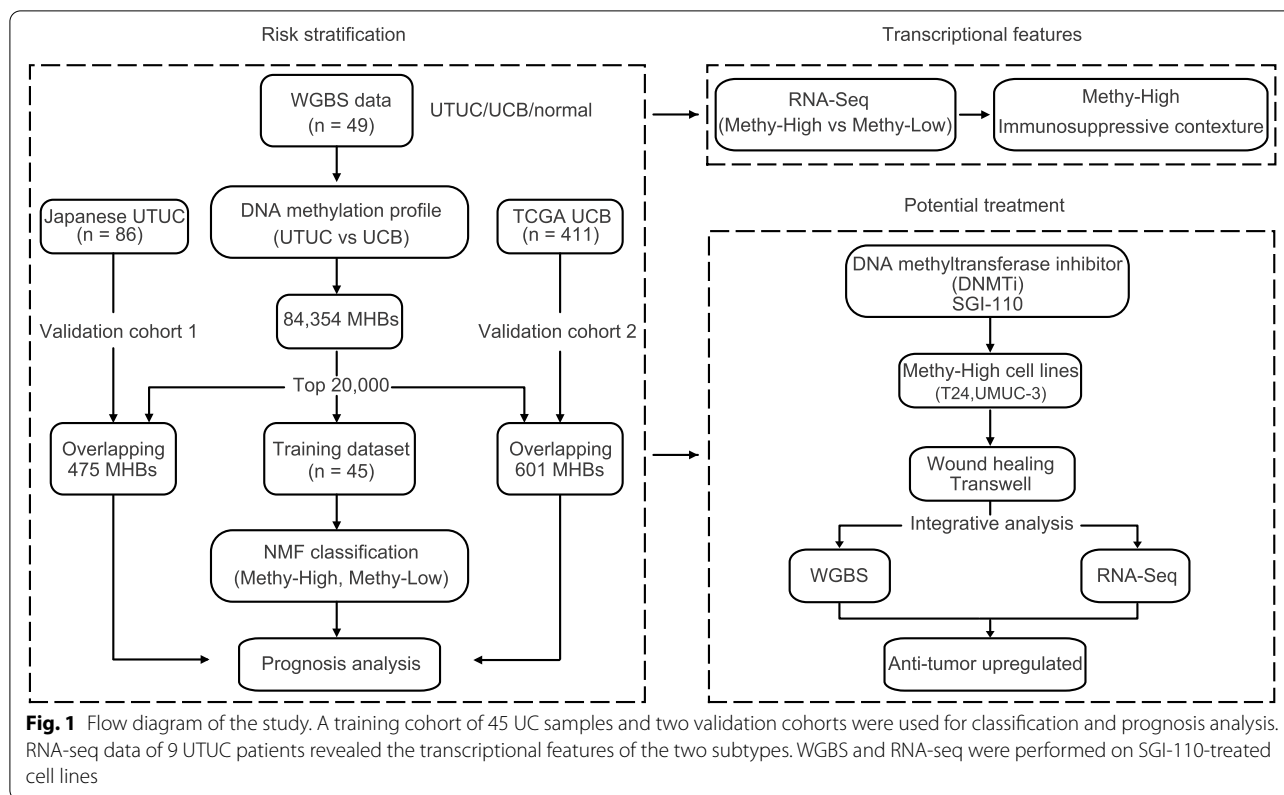 Risk stratification
WGBS data
(n = 49)
UTUC/UCB/normal
Japanese UTUC
(n = 86)
DNA methylation profile
(UTUC vs UCB)
TCGA UCB
(n = 411)
84,354 MHBs
Validation cohort 1
Validation cohort 2
Top 20,000
Overlapping
475 MHBs
Training dataset
(n = 45)
Overlapping
601 MHBs
NMF classification
(Methy-High, Methy-Low)
Prognosis analysis
Transcriptional features
RNA-Seq
(Methy-High vs Methy-Low)
Methy-High
Immunosuppressive contexture
Potential treatment
DNA methyltransferase inhibitor
(DNMTi)
SGI-110
Methy-High cell lines
(T24,UMUC-3)
Wound healing
Transwell
Integrative analysis
WGBS
RNA-Seq
Anti-tumor upregulated
Fig. 1 Flow diagram of the study. A training cohort of 45 UC samples and two validation cohorts were used for classification and prognosis analysis.
RNA-seq data of 9 UTUC patients revealed the transcriptional features of the two subtypes. WGBS and RNA-seq were performed on SGI-110-treated
cell lines